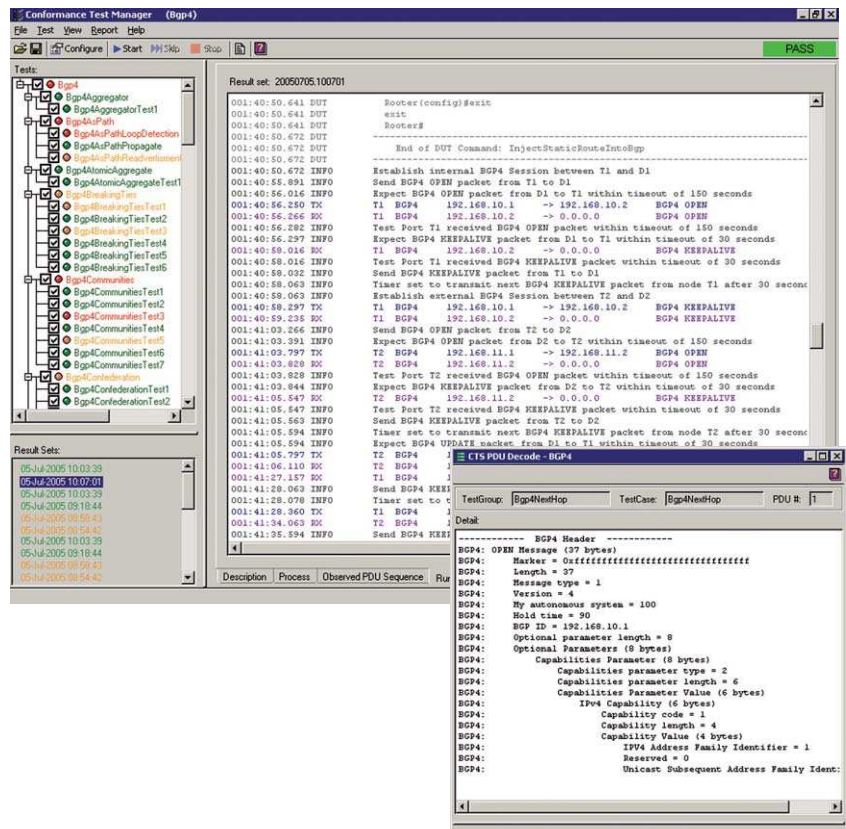 Conformance Test Manager (Bgp4)
File Test View Report Help
Configure Start Skip Stop
PASS
Tests:
Bgp4
Bgp4Aggregator
Bgp4AggregatorTest1
Bgp4AsPath
Bgp4AsPathLoopDetection
Bgp4AsPathPropagate
Bgp4AsPathReadvertisment
Bgp4AtomicAggregate
Bgp4AtomicAggregateTest1
Bgp4BreakingTies
Bgp4BreakingTiesTest1
Bgp4BreakingTiesTest2
Bgp4BreakingTiesTest3
Bgp4BreakingTiesTest4
Bgp4BreakingTiesTest5
Bgp4BreakingTiesTest6
Bgp4Communities
Bgp4CommunitiesTest1
Bgp4CommunitiesTest2
Bgp4CommunitiesTest3
Bgp4CommunitiesTest4
Bgp4CommunitiesTest5
Bgp4CommunitiesTest6
Bgp4CommunitiesTest7
Bgp4Confederation
Bgp4ConfederationTest1
Bgp4ConfederationTest2
Result Sets:
05-Jul-2005 10:03:39
05-Jul-2005 10:07:01
05-Jul-2005 10:03:39
05-Jul-2005 09:18:44
05-Jul-2005 08:58:43
05-Jul-2005 08:54:42
05-Jul-2005 10:03:39
05-Jul-2005 09:18:44
05-Jul-2005 08:58:43
05-Jul-2005 08:54:42
Result set: 20050705.100701
001:40:50.641 DUT Rooter(config)#exit
001:40:50.641 DUT exit
001:40:50.641 DUT Rooter#
001:40:50.672 DUT ------------------------------------------------------------
001:40:50.672 DUT End of DUT Command: InjectStaticRouteIntoBgp
001:40:50.672 DUT ------------------------------------------------------------
001:40:50.672 INFO Establish internal BGP4 Session between T1 and D1
001:40:55.891 INFO Send BGP4 OPEN packet from T1 to D1
001:40:56.016 INFO Expect BGP4 OPEN packet from D1 to T1 within timeout of 150 seconds
001:40:56.250 TX T1 BGP4 192.168.10.1 -> 192.168.10.2 BGP4 OPEN
001:40:56.266 RX T1 BGP4 192.168.10.2 -> 0.0.0.0 BGP4 OPEN
001:40:56.282 INFO Test Port T1 received BGP4 OPEN packet within timeout of 150 seconds
001:40:56.297 INFO Expect BGP4 KEEPALIVE packet from D1 to T1 within timeout of 30 seconds
001:40:58.016 RX T1 BGP4 192.168.10.2 -> 0.0.0.0 BGP4 KEEPALIVE
001:40:58.016 INFO Test Port T1 received BGP4 KEEPALIVE packet within timeout of 30 seconds
001:40:58.032 INFO Send BGP4 KEEPALIVE packet from T1 to D1
001:40:58.063 INFO Timer set to transmit next BGP4 KEEPALIVE packet from node T1 after 30 secon
001:40:58.063 INFO Establish external BGP4 Session between T2 and D2
001:40:58.297 TX T1 BGP4 192.168.10.1 -> 192.168.10.2 BGP4 KEEPALIVE
001:40:59.235 RX T1 BGP4 192.168.10.2 -> 0.0.0.0 BGP4 KEEPALIVE
001:41:03.266 INFO Send BGP4 OPEN packet from T2 to D2
001:41:03.391 INFO Expect BGP4 OPEN packet from D2 to T2 within timeout of 150 seconds
001:41:03.797 TX T2 BGP4 192.168.11.1 -> 192.168.11.2 BGP4 OPEN
001:41:03.828 RX T2 BGP4 192.168.11.2 -> 0.0.0.0 BGP4 OPEN
001:41:03.828 INFO Test Port T2 received BGP4 OPEN packet within timeout of 150 seconds
001:41:03.844 INFO Expect BGP4 KEEPALIVE packet from D2 to T2 within timeout of 30 seconds
001:41:05.547 RX T2 BGP4 192.168.11.2 -> 0.0.0.0 BGP4 KEEPALIVE
001:41:05.547 INFO Test Port T2 received BGP4 KEEPALIVE packet within timeout of 30 seconds
001:41:05.563 INFO Send BGP4 KEEPALIVE packet from T2 to D2
001:41:05.594 INFO Timer set to transmit next BGP4 KEEPALIVE packet from node T2 after 30 secon
001:41:05.594 INFO Expect BGP4 UPDATE packet from D1 to T1 within timeout of 30 seconds
001:41:05.797 TX T2 BGP4
001:41:06.110 RX T2 BGP4
001:41:27.157 RX T1 BGP4
001:41:28.063 INFO Send BGP4 KEE
001:41:28.078 INFO Timer set to t
001:41:28.360 TX T1 BGP4
001:41:34.063 RX T2 BGP4
001:41:35.594 INFO Send BGP4 KEE
Description Process Observed PDU Sequence Run
CTS PDU Decode - BGP4
TestGroup: Bgp4NextHop TestCase: Bgp4NextHop PDU #: 1
Detail:
------------ BGP4 Header ------------
BGP4: OPEN Message (37 bytes)
BGP4: Marker = 0xffffffffffffffffffffffffffffffff
BGP4: Length = 37
BGP4: Message type = 1
BGP4: Version = 4
BGP4: My autonomous system = 100
BGP4: Hold time = 90
BGP4: BGP ID = 192.168.10.1
BGP4: Optional parameter length = 8
BGP4: Optional Parameters (8 bytes)
BGP4: Capabilities Parameter (8 bytes)
BGP4: Capabilities parameter type = 2
BGP4: Capabilities parameter length = 6
BGP4: Capabilities Parameter Value (6 bytes)
BGP4: IPv4 Capability (6 bytes)
BGP4: Capability code = 1
BGP4: Capability length = 4
BGP4: Capability Value (4 bytes)
BGP4: IPV4 Address Family Identifier = 1
BGP4: Reserved = 0
BGP4: Unicast Subsequent Address Family Ident: